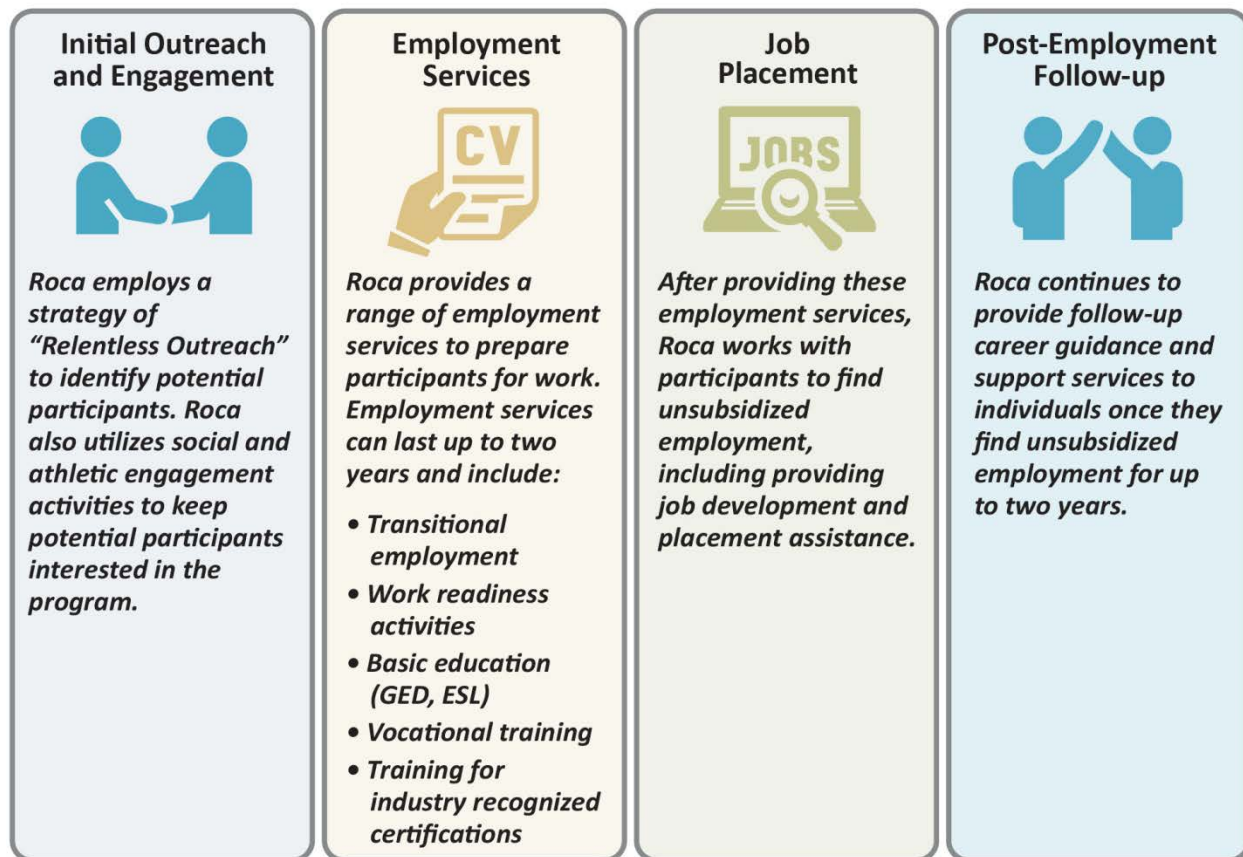 Initial Outreach
and Engagement
Roca employs a
strategy of
“Relentless Outreach”
to identify potential
participants. Roca
also utilizes social and
athletic engagement
activities to keep
potential participants
interested in the
program.
Employment
Services
CV
Roca provides a
range of employment
services to prepare
participants for work.
Employment services
can last up to two
years and include:
• Transitional
employment
• Work readiness
activities
• Basic education
(GED, ESL)
• Vocational training
• Training for
industry recognized
certifications
Job
Placement
JOBS
After providing these
employment services,
Roca works with
participants to find
unsubsidized
employment,
including providing
job development and
placement assistance.
Post-Employment
Follow-up
Roca continues to
provide follow-up
career guidance and
support services to
individuals once they
find unsubsidized
employment for up
to two years.